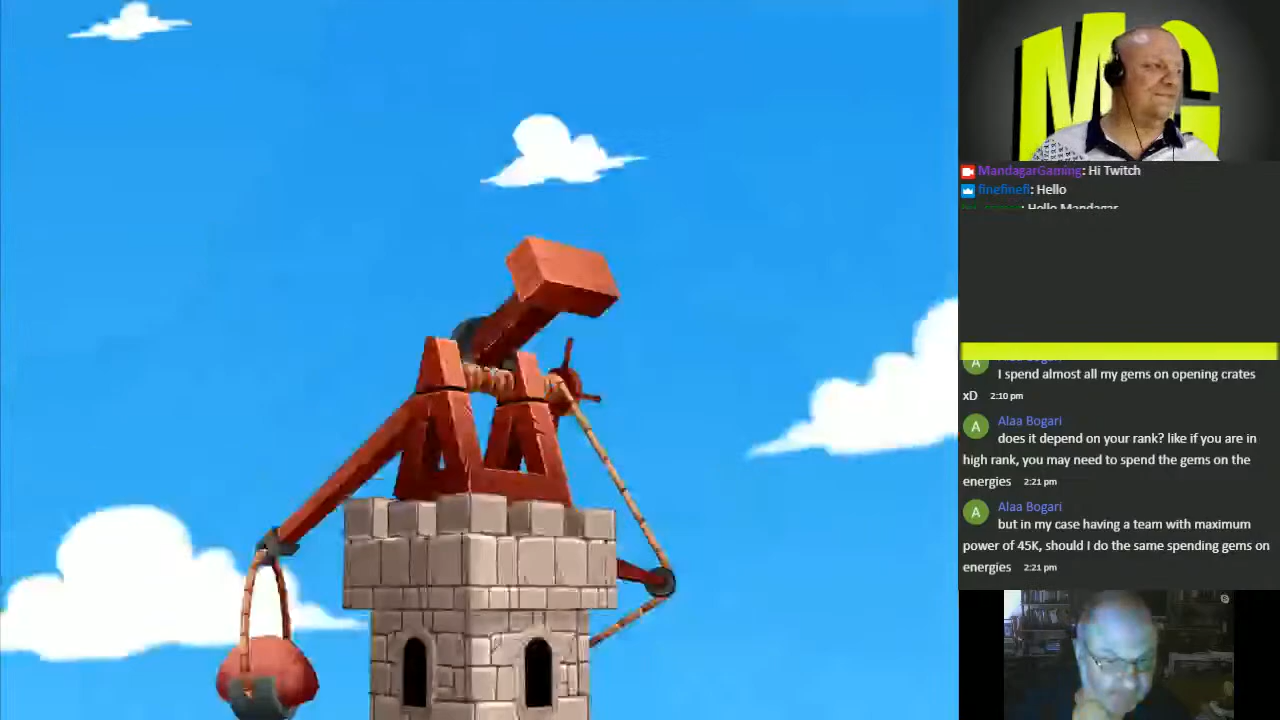 MG
MandagarGaming: Hi Twitch
finefinefi: Hello
: Hello Mandagar
I spend almost all my gems on opening crates
xD 2:10 pm
A Alaa Bogari
does it depend on your rank? like if you are in
high rank, you may need to spend the gems on the
energies 2:21 pm
A Alaa Bogari
but in my case having a team with maximum
power of 45K, should I do the same spending gems on
energies 2:21 pm